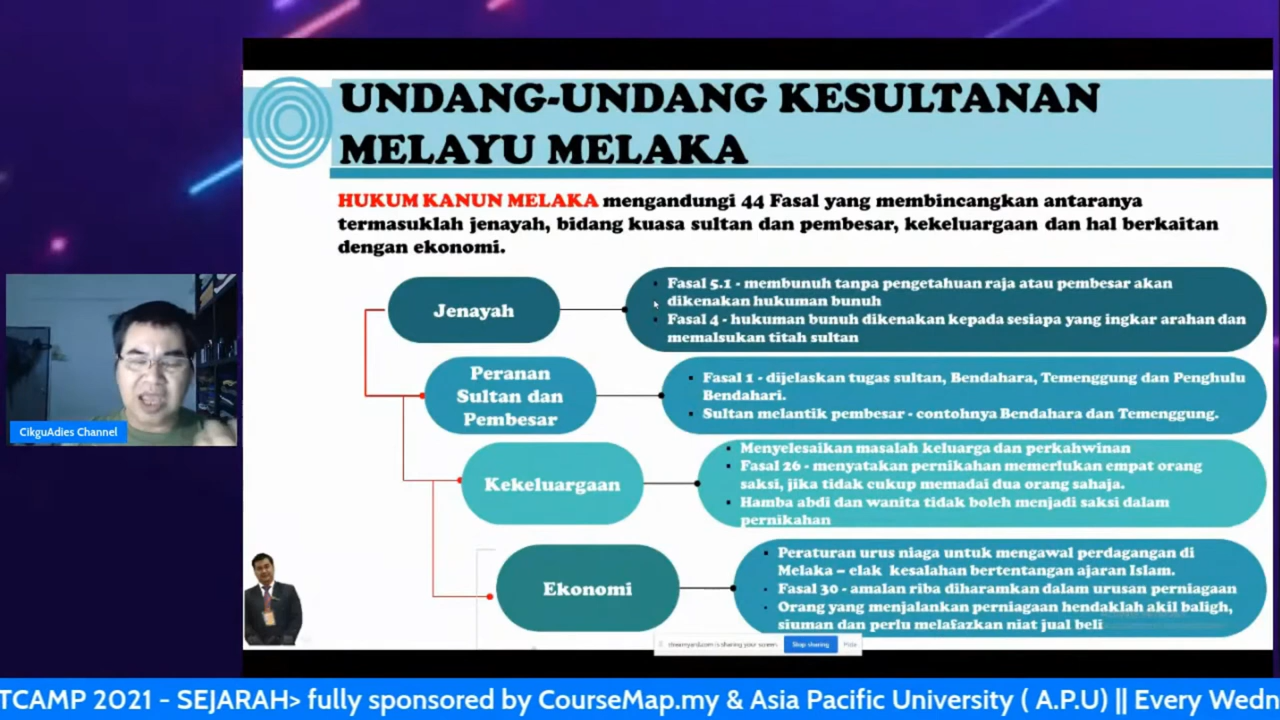 UNDANG-UNDANG KESULTANAN
MELAYU MELAKA
HUKUM KANUN MELAKA mengandungi 44 Fasal yang membincangkan antaranya
termasuklah jenayah, bidang kuasa sultan dan pembesar, kekeluargaan dan hal berkaitan
dengan ekonomi.
Jenayah
Fasal 5.1 - membunuh tanpa pengetahuan raja atau pembesar akan
dikenakan hukuman bunuh
Fasal 4 - hukuman bunuh dikenakan kepada sesiapa yang ingkar arahan dan
memalsukan titah sultan
Peranan
Sultan dan
Pembesar
Fasal 1 - dijelaskan tugas sultan, Bendahara, Temenggung dan Penghulu
Bendahari.
Sultan melantik pembesar - contohnya Bendahara dan Temenggung.
Kekeluargaan
Menyelesaikan masalah keluarga dan perkahwinan
Fasal 26 - menyatakan pernikahan memerlukan empat orang
saksi, jika tidak cukup memadai dua orang sahaja.
Hamba abdi dan wanita tidak boleh menjadi saksi dalam
pernikahan
Ekonomi
Peraturan urus niaga untuk mengawal perdagangan di
Melaka – elak kesalahan bertentangan ajaran Islam.
Fasal 30 - amalan riba diharamkan dalam urusan perniagaan
Orang yang menjalankan perniagaan hendaklah akil baligh,
siuman dan perlu melafazkan niat jual beli
streamyard.com is sharing your screen.
Stop sharing
Hide
CikguAdies Channel
TCAMP 2021 - SEJARAH> fully sponsored by CourseMap.my & Asia Pacific University ( A.P.U) || Every Wedn